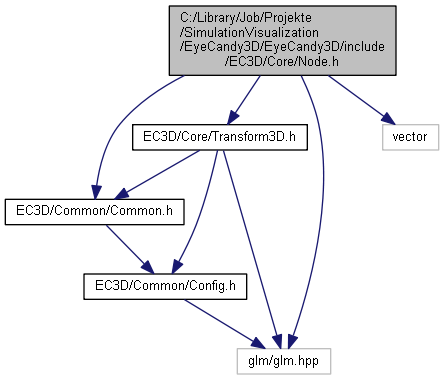 C:/Library/Job/Projekte
/SimulationVisualization
/EyeCandy3D/EyeCandy3D/include
/EC3D/Core/Node.h
EC3D/Core/Transform3D.h
vector
EC3D/Common/Common.h
EC3D/Common/Config.h
glm/glm.hpp